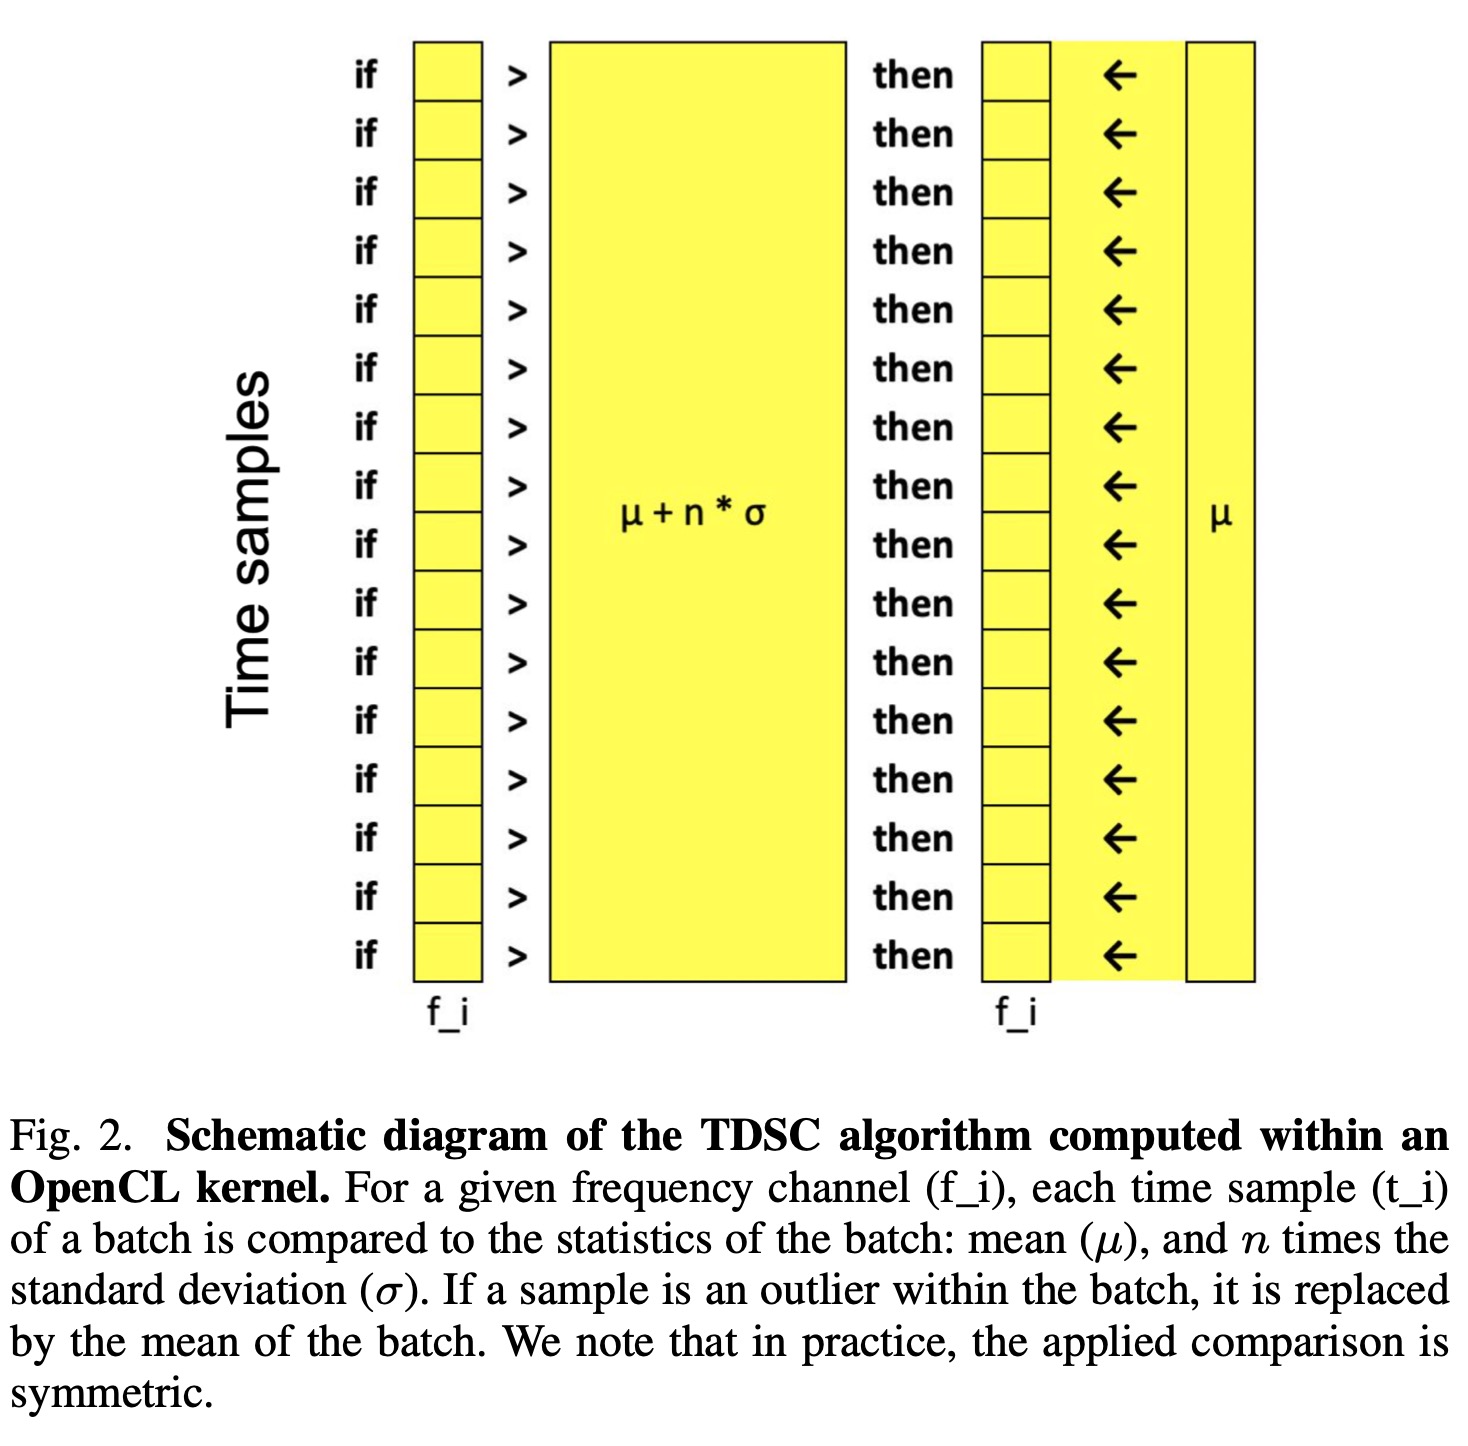 if > then ←
if > then ←
if > then ←
if > then ←
if > then ←
if > then ←
if > then ←
if > then ←
μ + n * σ
μ
if > then ←
if > then ←
if > then ←
if > then ←
if > then ←
if > then ←
if > then ←
if > then ←
Time samples
f_i f_i
Fig. 2. Schematic diagram of the TDSC algorithm computed within an
OpenCL kernel. For a given frequency channel (f_i), each time sample (t_i)
of a batch is compared to the statistics of the batch: mean (μ), and n times the
standard deviation (σ). If a sample is an outlier within the batch, it is replaced
by the mean of the batch. We note that in practice, the applied comparison is
symmetric.